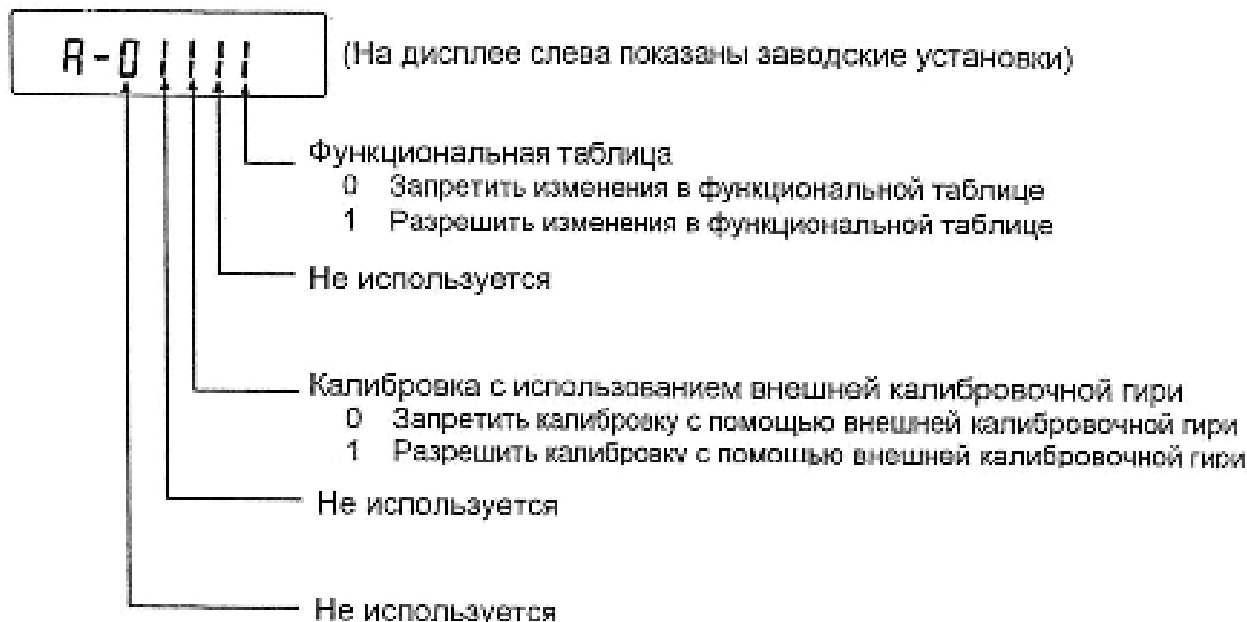 A-01111
(На дисплее слева показаны заводские установки)
Функциональная таблица
0 Запретить изменения в функциональной таблице
1 Разрешить изменения в функциональной таблице
Не используется
Калибровка с использованием внешней калибровочной гири
0 Запретить калибровку с помощью внешней калибровочной гири
1 Разрешить калибровку с помощью внешней калибровочной гири
Не используется
Не используется